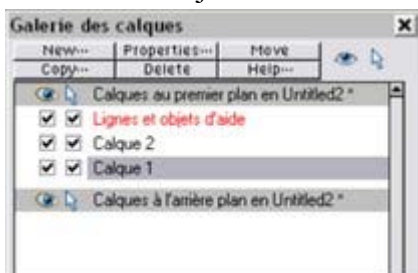 Galerie des calques
New... Properties... Move
Copy... Delete Help...
Calques au premier plan en Untitled2 *
Lignes et objets d'aide
Calque 2
Calque 1
Calques à l'arrière plan en Untitled2 *